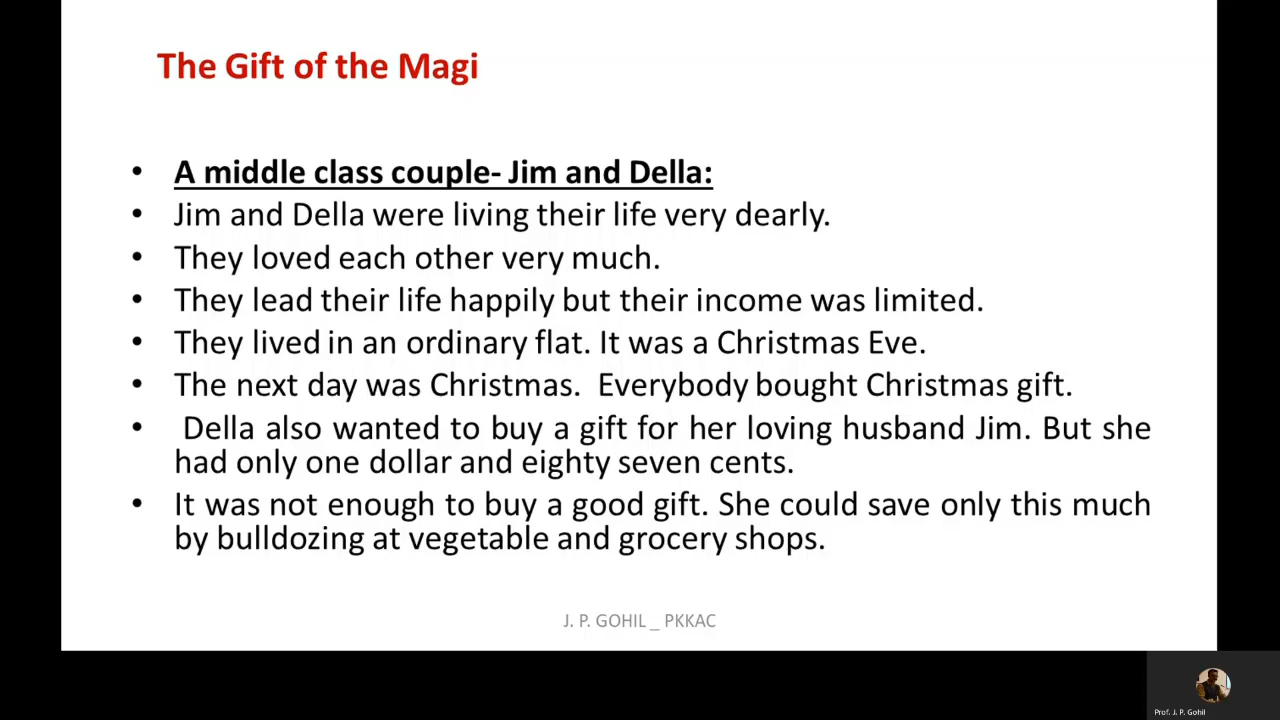 The Gift of the Magi
• A middle class couple- Jim and Della:
• Jim and Della were living their life very dearly.
• They loved each other very much.
• They lead their life happily but their income was limited.
• They lived in an ordinary flat. It was a Christmas Eve.
• The next day was Christmas.  Everybody bought Christmas gift.
• Della also wanted to buy a gift for her loving husband Jim. But she
had only one dollar and eighty seven cents.
• It was not enough to buy a good gift. She could save only this much
by bulldozing at vegetable and grocery shops.
J. P. GOHIL _ PKKAC
Prof. J. P. Gohil